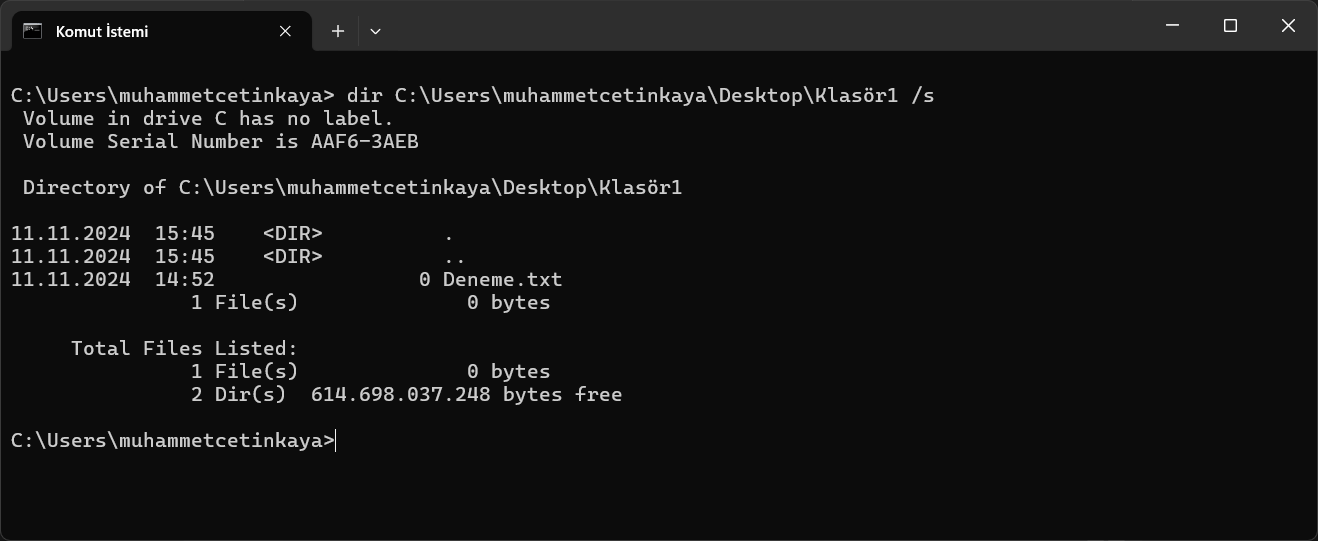 Komut İstemi
C:\Users\muhammetcetinkaya> dir C:\Users\muhammetcetinkaya\Desktop\Klasör1 /s
 Volume in drive C has no label.
 Volume Serial Number is AAF6-3AEB
 Directory of C:\Users\muhammetcetinkaya\Desktop\Klasör1
11.11.2024  15:45    <DIR>          .
11.11.2024  15:45    <DIR>          ..
11.11.2024  14:52                 0 Deneme.txt
               1 File(s)              0 bytes
     Total Files Listed:
               1 File(s)              0 bytes
               2 Dir(s)  614.698.037.248 bytes free
C:\Users\muhammetcetinkaya>